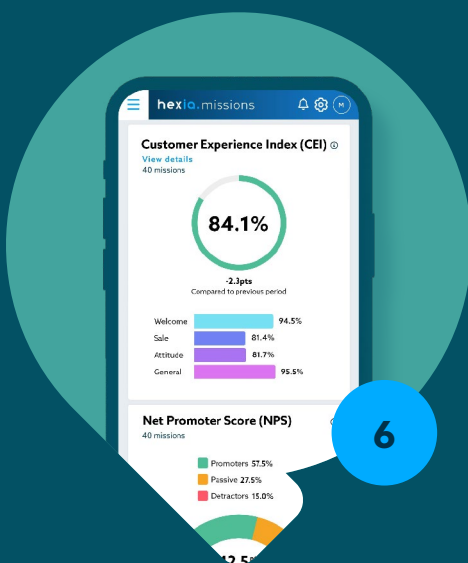 hexia.missions
M
Customer Experience Index (CEI)
View details
40 missions
84.1%
-2.3pts
Compared to previous period
Welcome 94.5%
Sale 81.4%
Attitude 81.7%
General 95.5%
Net Promoter Score (NPS)
40 missions
6
Promoters 57.5%
Passive 27.5%
Detractors 15.0%